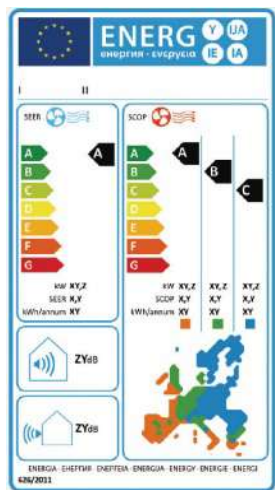 ENERG Y UA
енергия · ενεργεια IE IA
I II
SEER SCOP
A A A A
B B B
C C C
D D
E E
F F
G G
kW XY,Z kW XY,Z XY,Z XY,Z
SEER X,Y SCOP X,Y X,Y X,Y
kWh/annum XY kWh/annum XY XY XY
ZYdB
ZYdB
ENERGIA · ЕНЕРГИЯ · ΕΝΕΡΓΕΙΑ · ENERGIJA · ENERGY · ENERGIE · ENERGI
626/2011